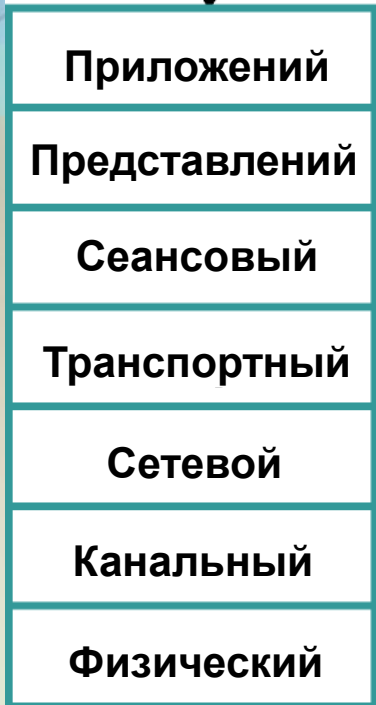 Приложений
Представлений
Сеансовый
Транспортный
Сетевой
Канальный
Физический